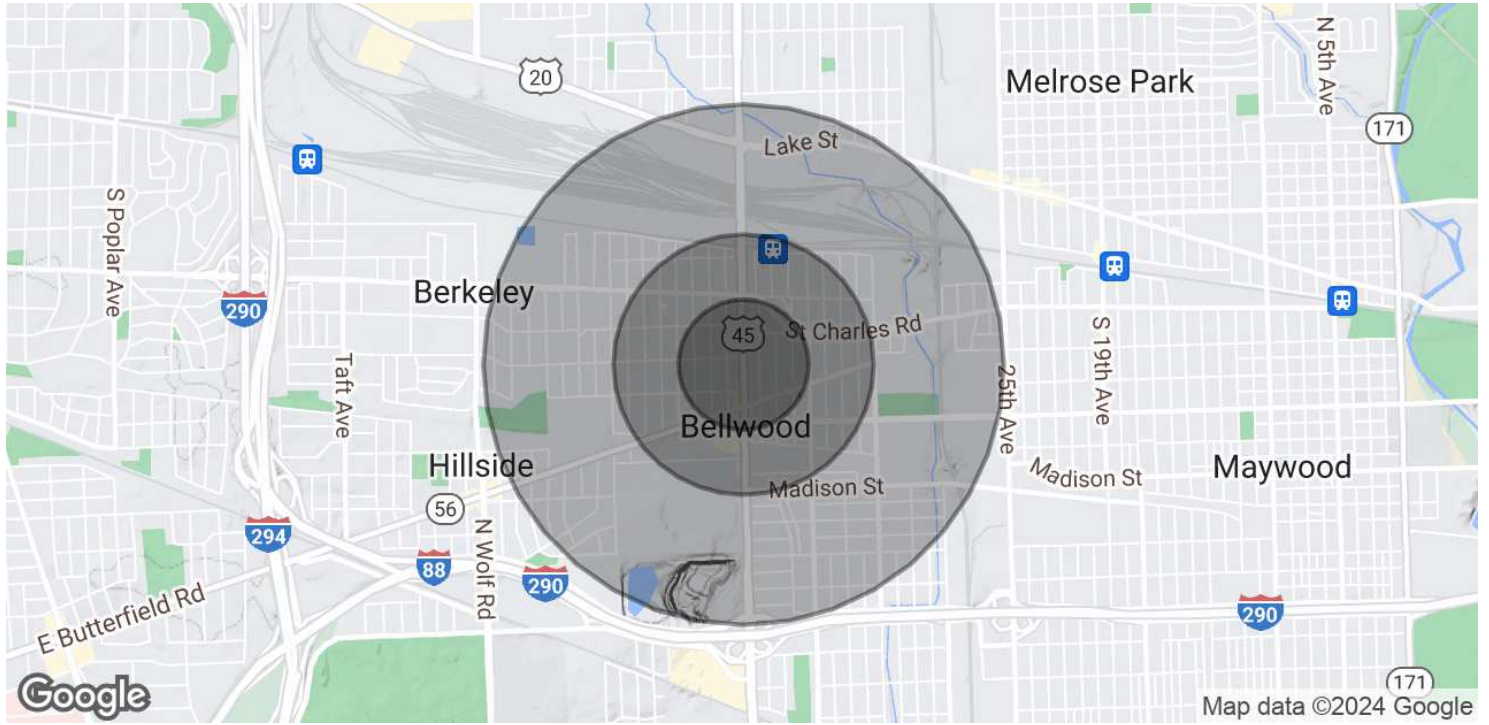 20
Melrose Park
N 5th Ave
171
Lake St
S Poplar Ave
290
Berkeley
45
St Charles Rd
S 19th Ave
Taft Ave
25th Ave
Bellwood
Hillside
Madison St
Madison St
Maywood
56
294
88
N Wolf Rd
290
290
E Butterfield Rd
171
Google
Map data ©2024 Google